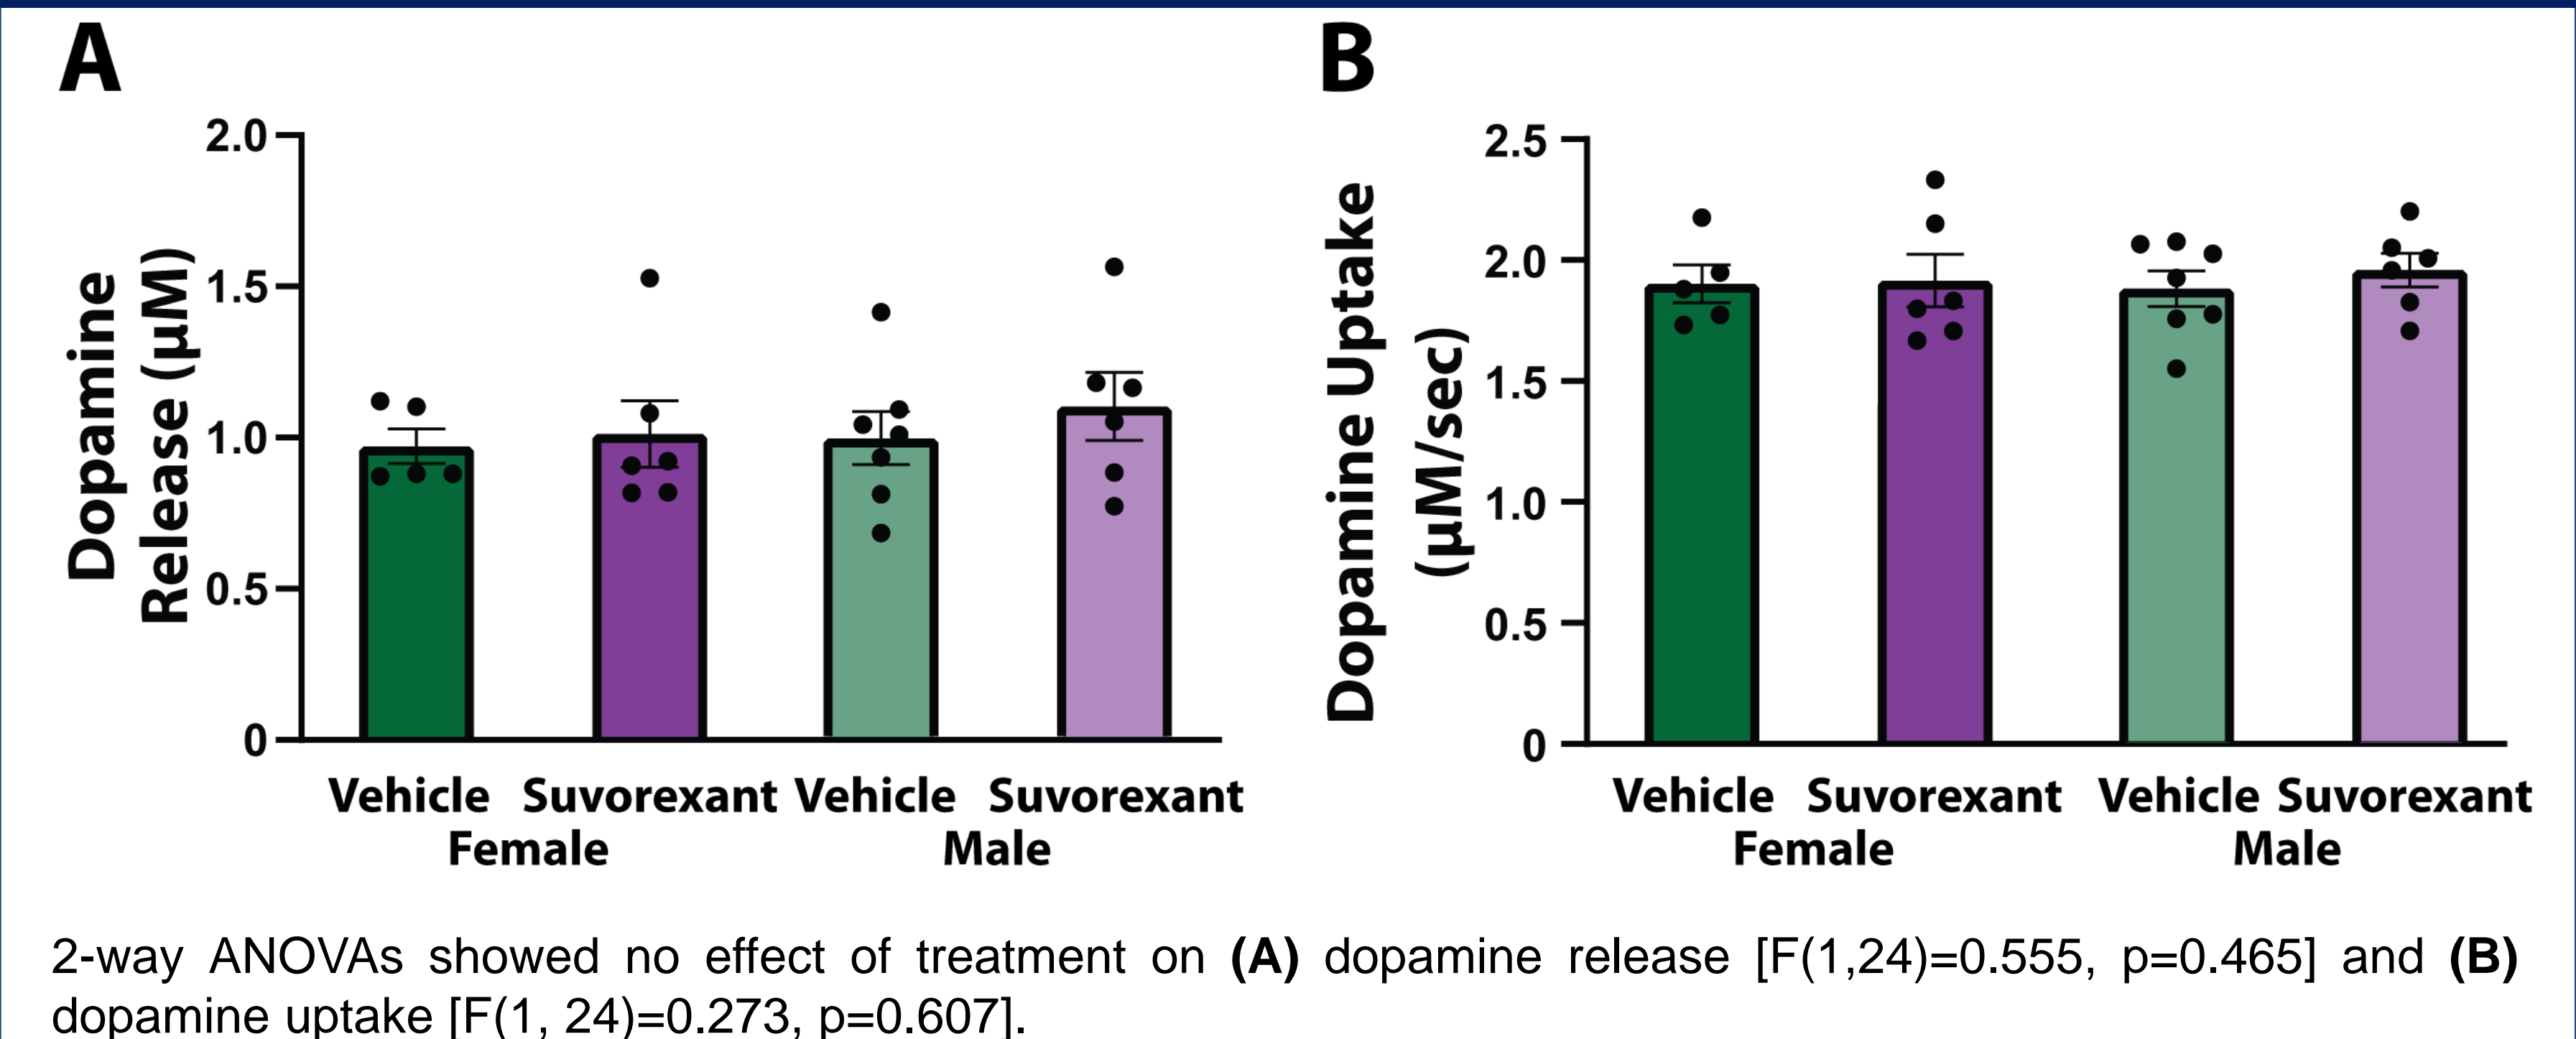 A
B
Dopamine
Release (μM)
2.0
1.5
1.0
0.5
0
Vehicle Suvorexant Vehicle Suvorexant
Female Male
Dopamine Uptake
(μM/sec)
2.5
2.0
1.5
1.0
0.5
0
Vehicle Suvorexant Vehicle Suvorexant
Female Male
2-way ANOVAs showed no effect of treatment on (A) dopamine release [F(1,24)=0.555, p=0.465] and (B)
dopamine uptake [F(1, 24)=0.273, p=0.607].